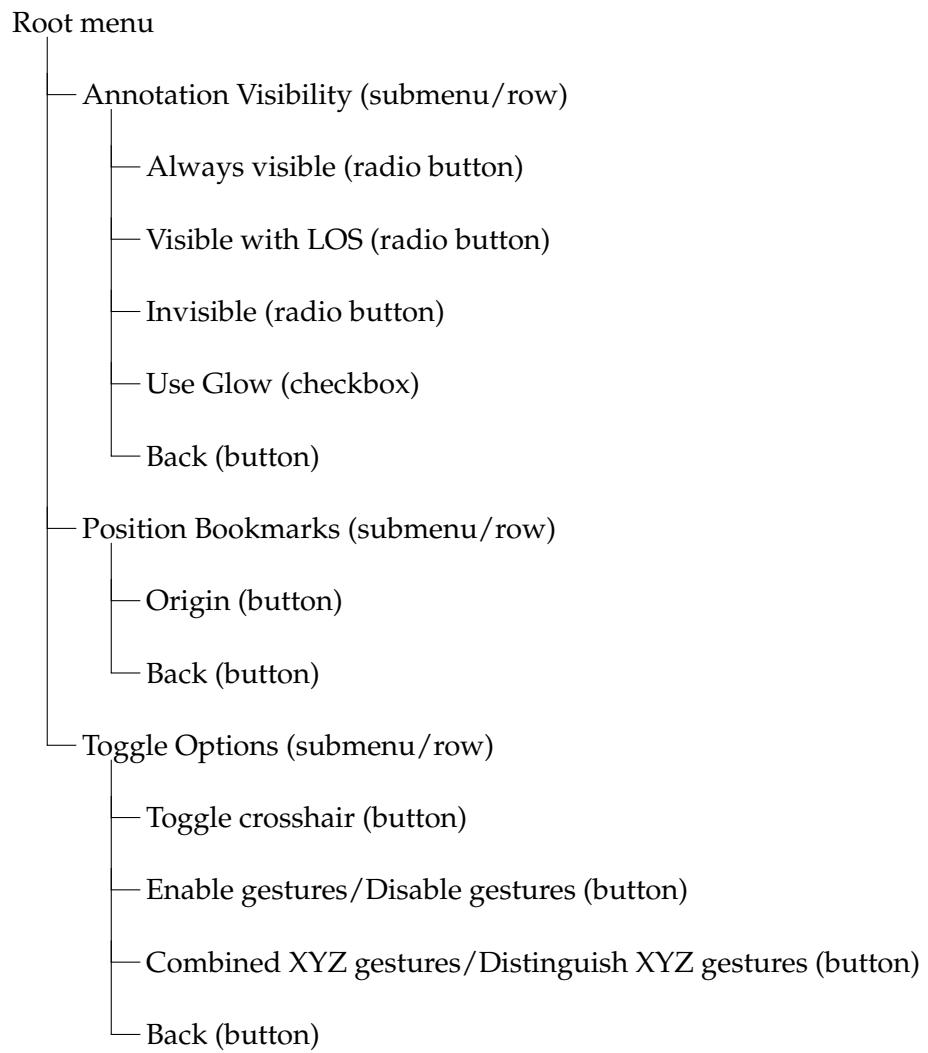 Root menu
Annotation Visibility (submenu/row)
Always visible (radio button)
Visible with LOS (radio button)
Invisible (radio button)
Use Glow (checkbox)
Back (button)
Position Bookmarks (submenu/row)
Origin (button)
Back (button)
Toggle Options (submenu/row)
Toggle crosshair (button)
Enable gestures/Disable gestures (button)
Combined XYZ gestures/Distinguish XYZ gestures (button)
Back (button)